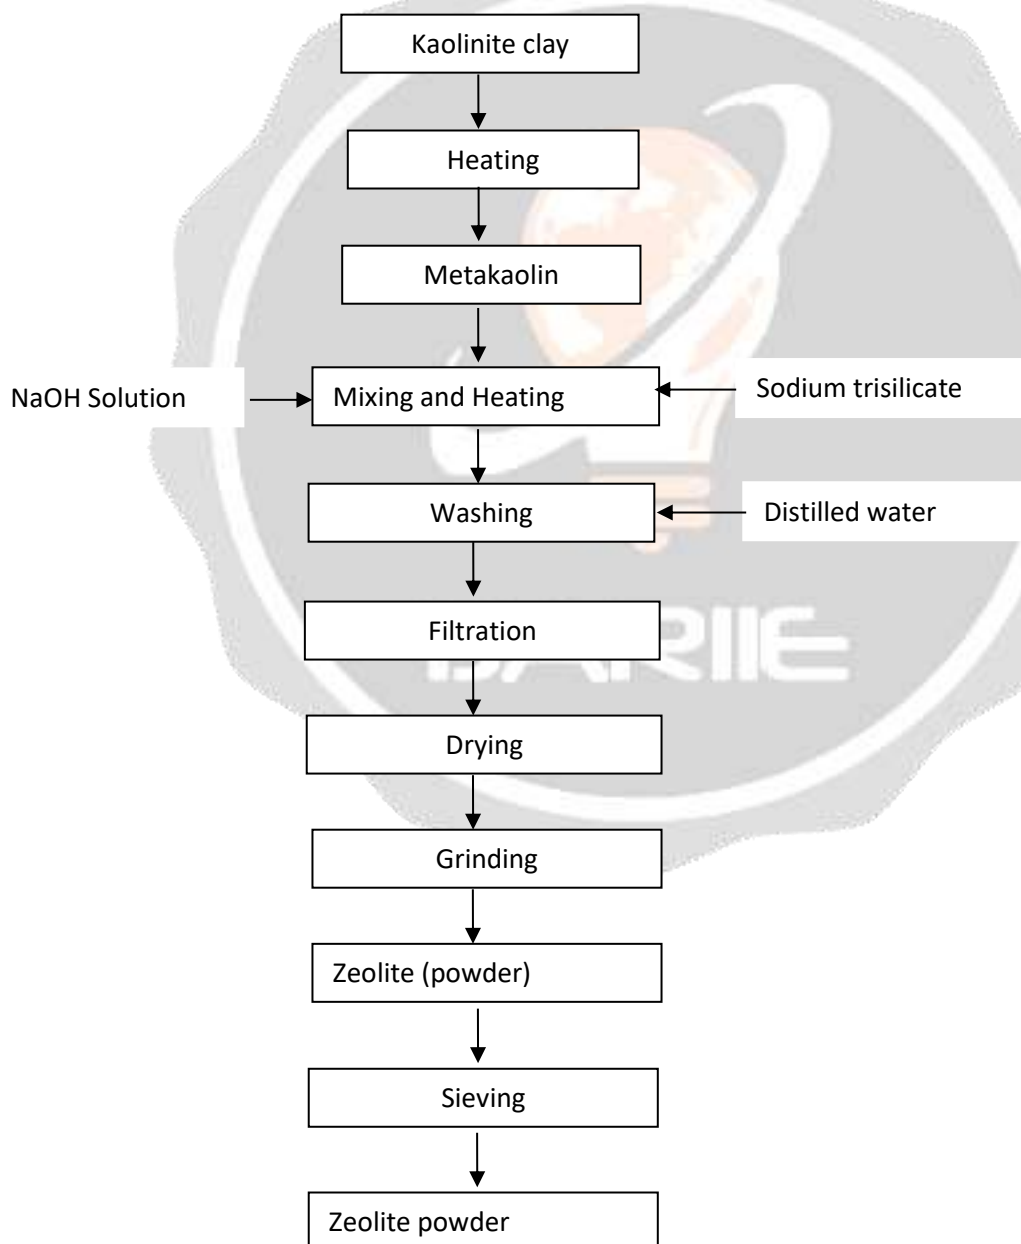 Kaolinite clay
Heating
Metakaolin
NaOH Solution
Mixing and Heating
Sodium trisilicate
Washing
Distilled water
Filtration
Drying
Grinding
Zeolite (powder)
Sieving
Zeolite powder